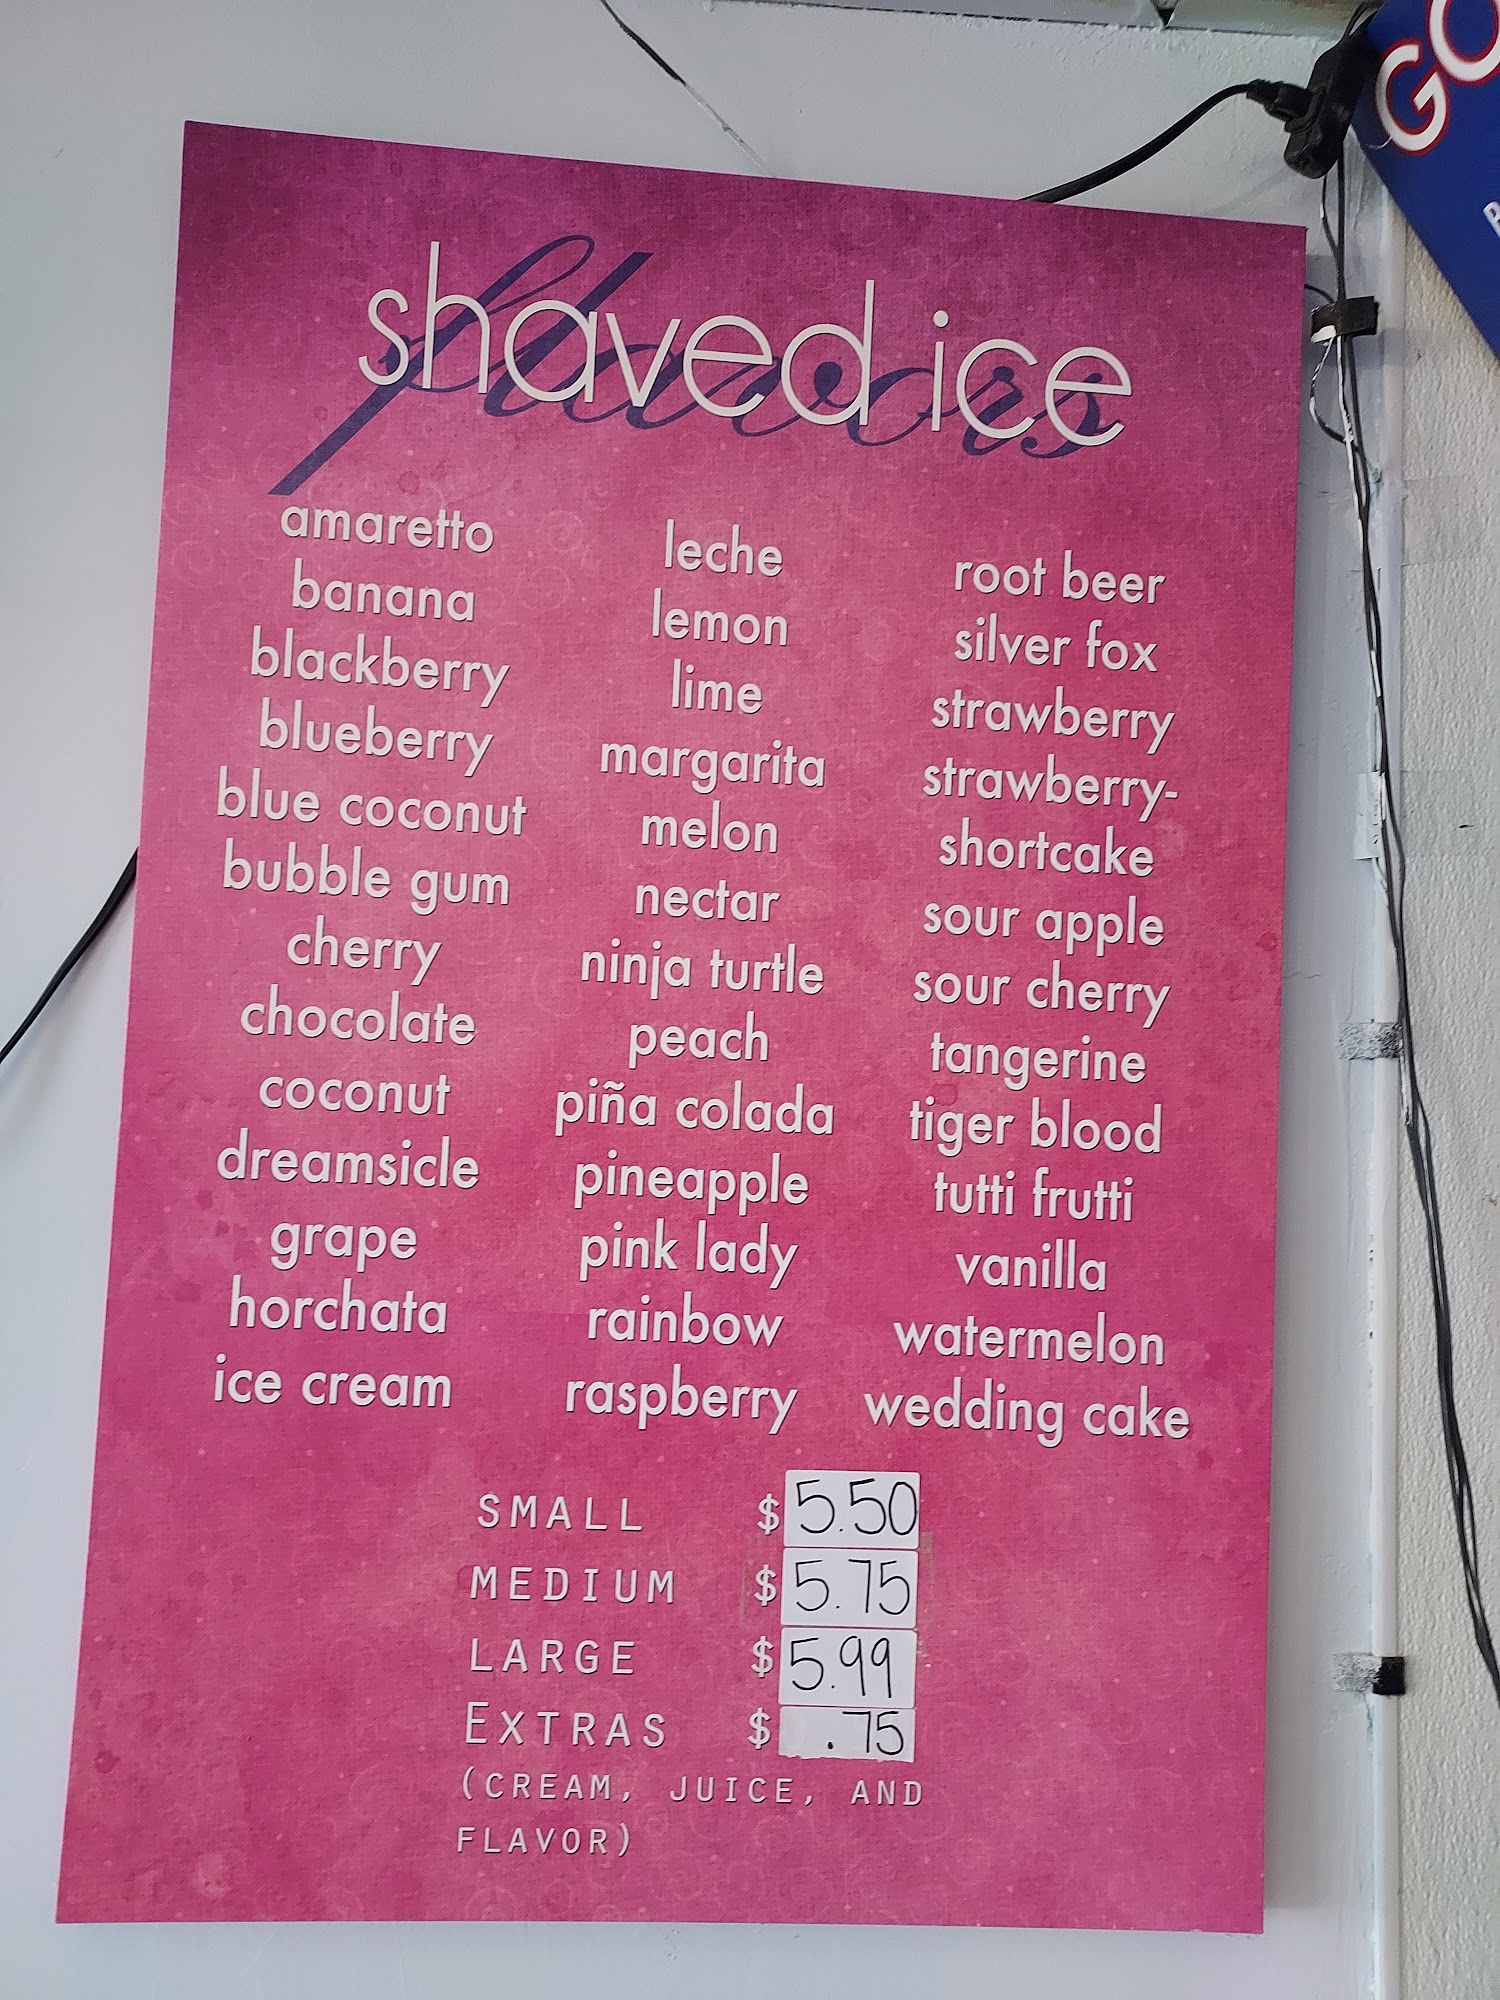 shaved ice
flavors
amaretto
banana
blackberry
blueberry
blue coconut
bubble gum
cherry
chocolate
coconut
dreamsicle
grape
horchata
ice cream
leche
lemon
lime
margarita
melon
nectar
ninja turtle
peach
piña colada
pineapple
pink lady
rainbow
raspberry
root beer
silver fox
strawberry
strawberry-
shortcake
sour apple
sour cherry
tangerine
tiger blood
tutti frutti
vanilla
watermelon
wedding cake
SMALL $5.50
MEDIUM $5.75
LARGE $5.99
EXTRAS $.75
(CREAM, JUICE, AND
FLAVOR)
GO